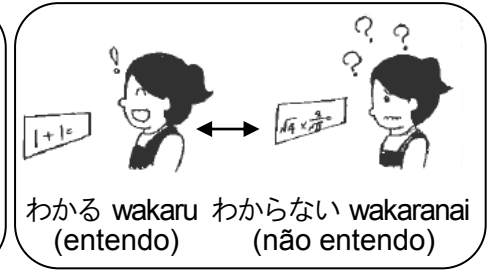 !
? ? ?
1+1=
わかる wakaru わからない wakaranai
(entendo) (não entendo)